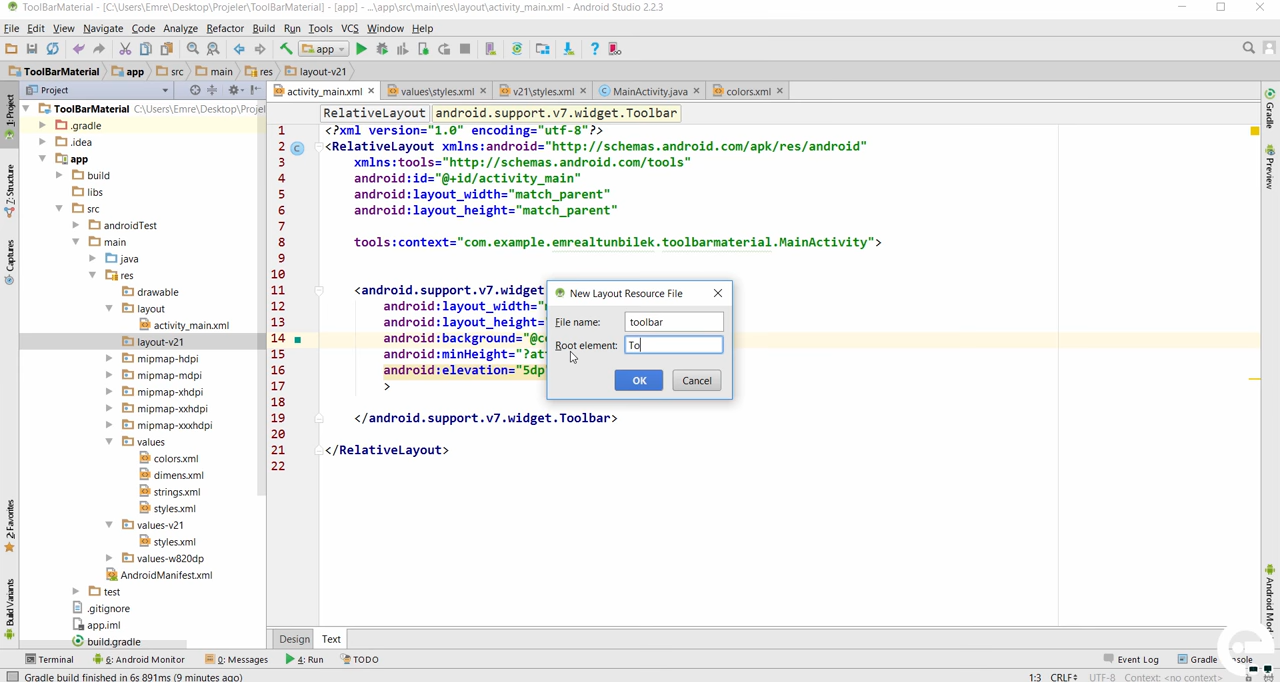 ToolBarMaterial - [C:\Users\Emre\Desktop\Projeler\ToolBarMaterial] - [app] - ...\app\src\main\res\layout\activity_main.xml - Android Studio 2.2.3
File Edit View Navigate Code Analyze Refactor Build Run Tools VCS Window Help
app
ToolBarMaterial app src main res layout-v21
Project
activity_main.xml values\styles.xml v21\styles.xml MainActivity.java colors.xml
ToolBarMaterial C:\Users\Emre\Desktop\Projel
.gradle
.idea
app
build
libs
src
androidTest
main
java
res
drawable
layout
activity_main.xml
layout-v21
mipmap-hdpi
mipmap-mdpi
mipmap-xhdpi
mipmap-xxhdpi
mipmap-xxxhdpi
values
colors.xml
dimens.xml
strings.xml
styles.xml
values-v21
styles.xml
values-w820dp
AndroidManifest.xml
test
.gitignore
app.iml
build.gradle
1: Project
7: Structure
Captures
2: Favorites
Build Variants
RelativeLayout android.support.v7.widget.Toolbar
1 <?xml version="1.0" encoding="utf-8"?>
2 <RelativeLayout xmlns:android="http://schemas.android.com/apk/res/android"
3 xmlns:tools="http://schemas.android.com/tools"
4 android:id="@+id/activity_main"
5 android:layout_width="match_parent"
6 android:layout_height="match_parent"
7
8 tools:context="com.example.emrealtunbilek.toolbarmaterial.MainActivity">
9
10
11 <android.support.v7.widget
12 android:layout_width=
13 android:layout_height=
14 android:background="@c
15 android:minHeight="?at
16 android:elevation="5dp"
17 >
18
19 </android.support.v7.widget.Toolbar>
20
21 </RelativeLayout>
22
New Layout Resource File
File name: toolbar
Root element: To
OK Cancel
Gradle
Preview
Design Text
Terminal 6: Android Monitor 0: Messages 4: Run TODO Event Log Gradle
Gradle build finished in 6s 891ms (9 minutes ago) 1:3 CRLF UTF-8 Context: <no context>